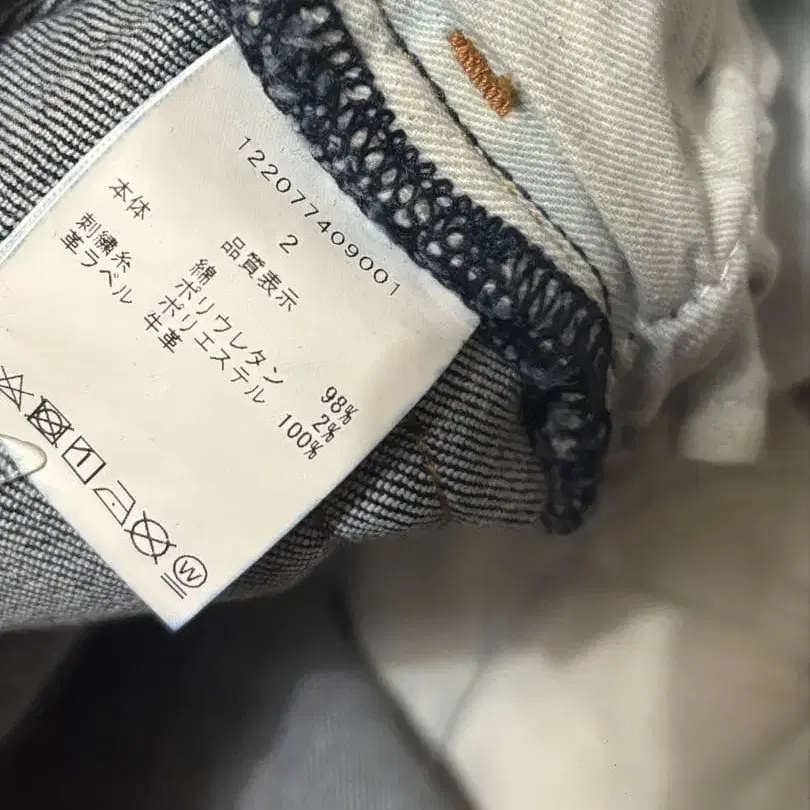 122077409001
2
品質表示
本体 綿 98%
ポリウレタン 2%
刺繍糸 ポリエステル 100%
革ラベル 牛革
W